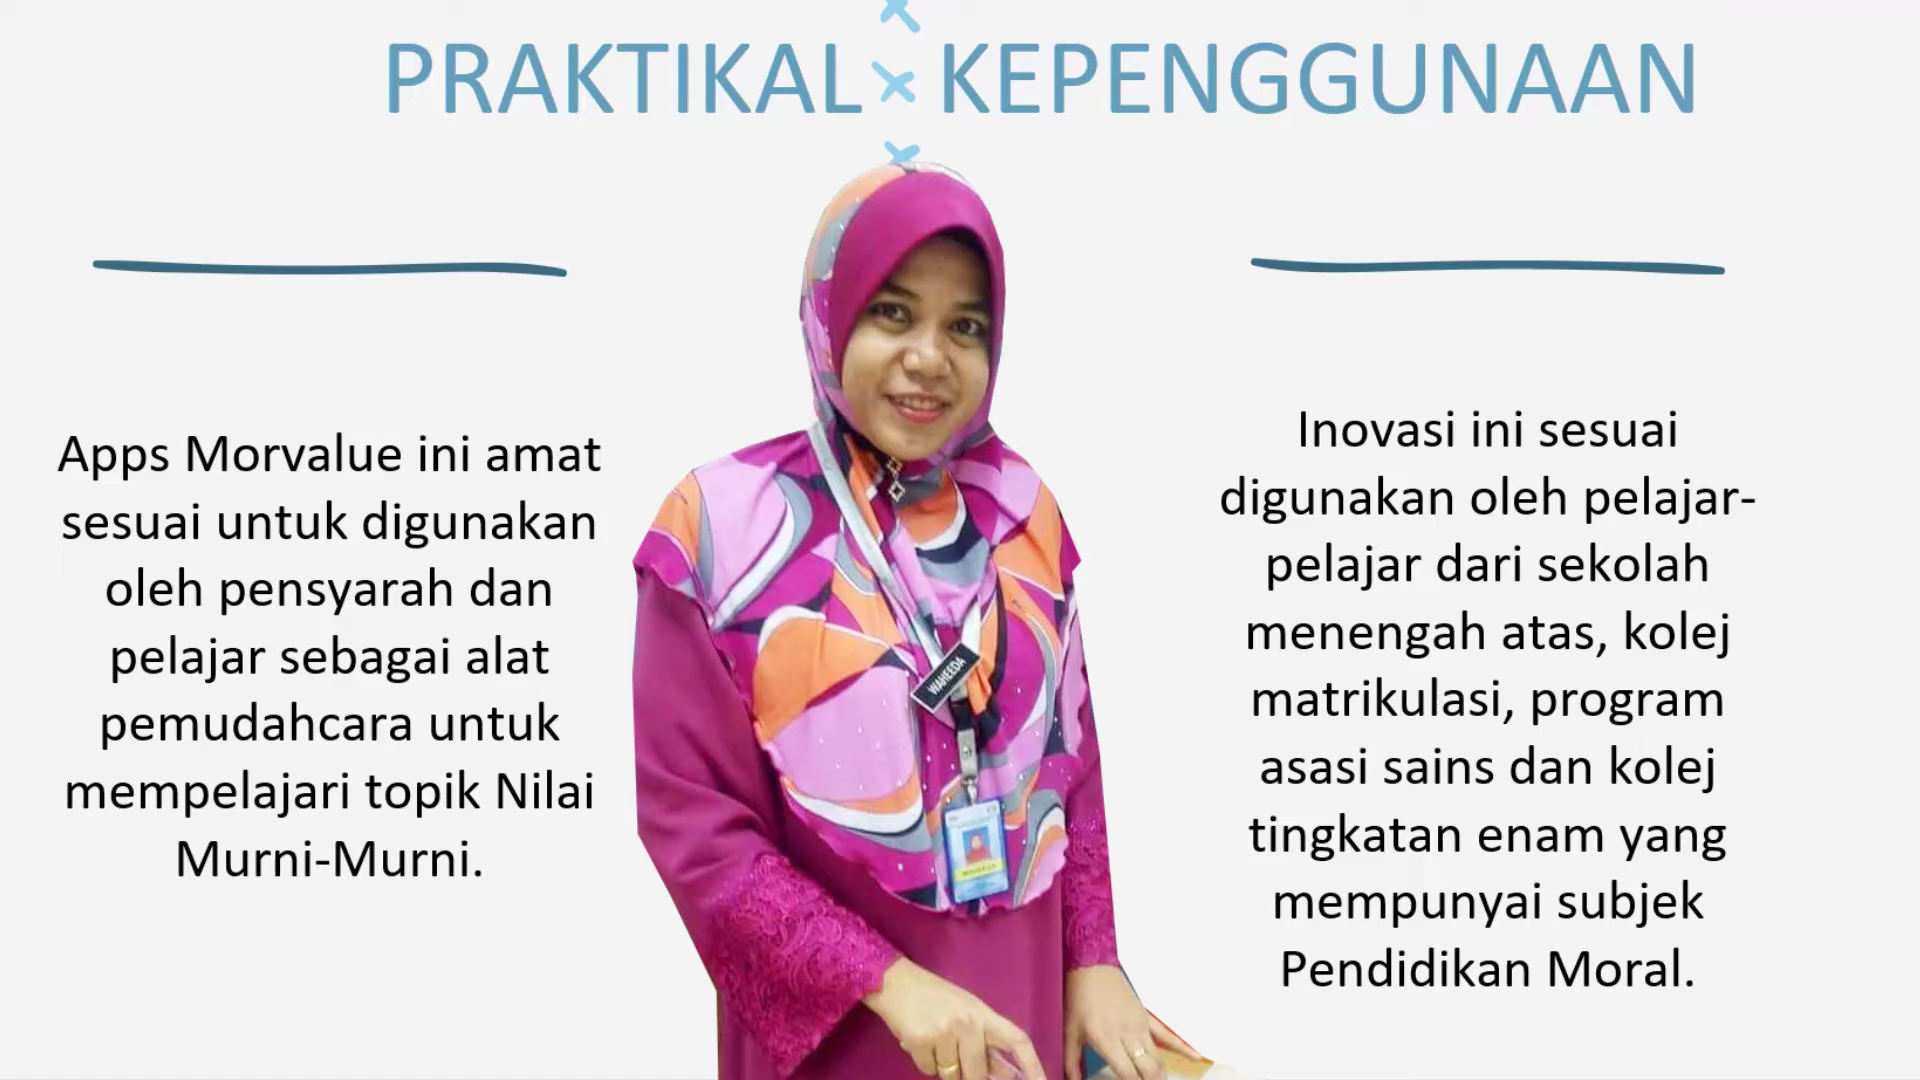 PRAKTIKAL KEPENGGUNAAN
Apps Morvalue ini amat
sesuai untuk digunakan
oleh pensyarah dan
pelajar sebagai alat
pemudahcara untuk
mempelajari topik Nilai
Murni-Murni.
WAHEEDA
Inovasi ini sesuai
digunakan oleh pelajar-
pelajar dari sekolah
menengah atas, kolej
matrikulasi, program
asasi sains dan kolej
tingkatan enam yang
mempunyai subjek
Pendidikan Moral.